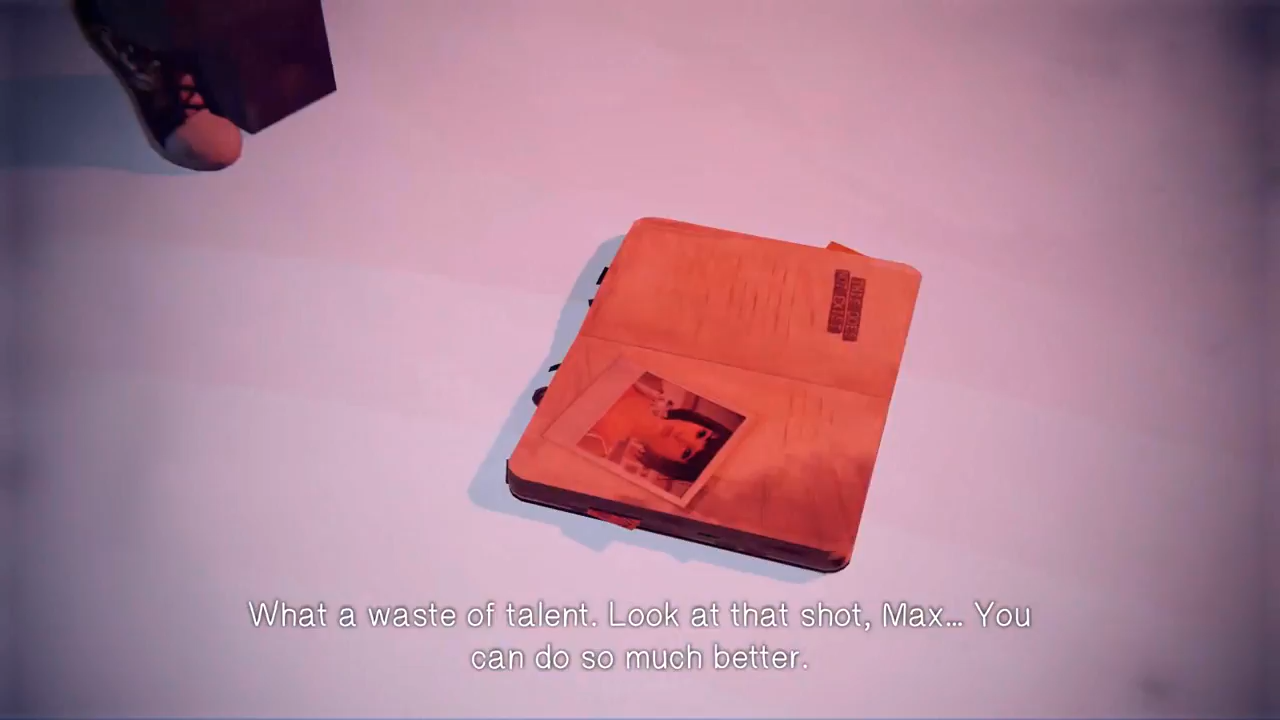 What a waste of talent. Look at that shot, Max... You
can do so much better.